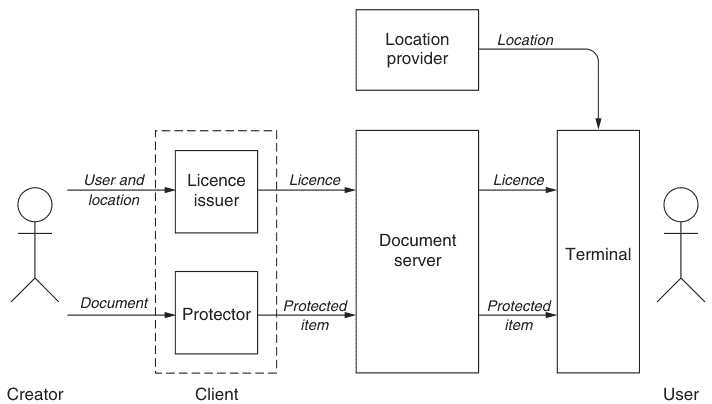 Location
provider
Location
User and
location
Licence
issuer
Licence
Document
server
Licence
Terminal
Document
Protector
Protected
item
Protected
item
Creator
Client
User